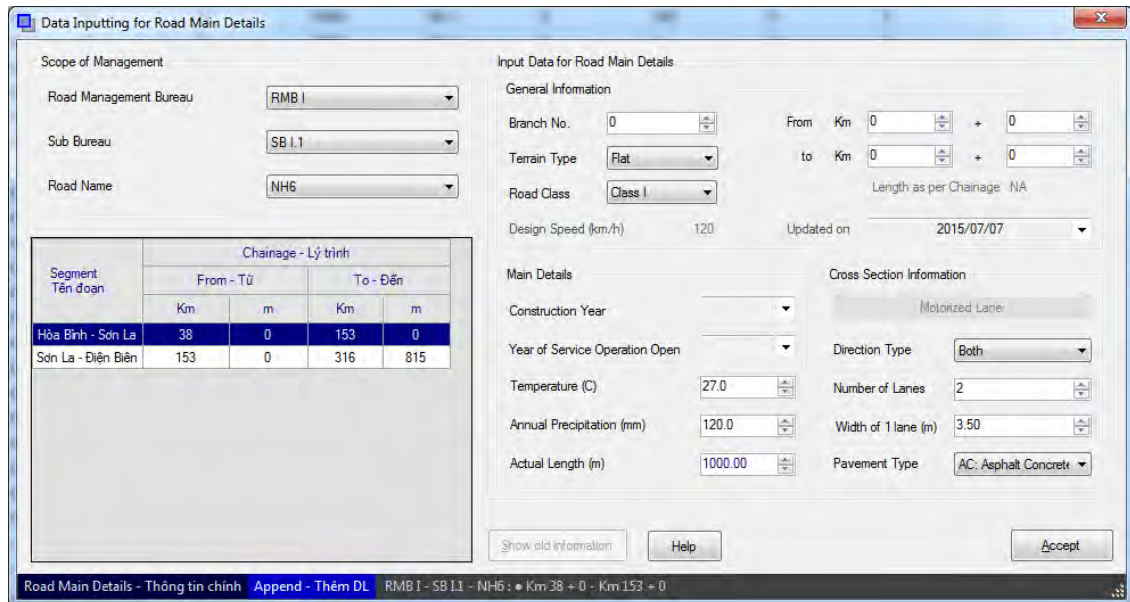 Data Inputting for Road Main Details
Scope of Management
Road Management Bureau RMB I
Sub Bureau SB I.1
Road Name NH6
Segment
Tên đoạn
Chainage - Lý trình
From - Từ To - Đến
Km m Km m
Hòa Bình - Sơn La 38 0 153 0
Sơn La - Điện Biên 153 0 316 815
Input Data for Road Main Details
General Information
Branch No. 0 From Km 0 + 0
Terrain Type Flat to Km 0 + 0
Road Class Class I Length as per Chainage NA
Design Speed (km/h) 120 Updated on 2015/07/07
Main Details
Construction Year
Year of Service Operation Open
Temperature (C) 27.0
Annual Precipitation (mm) 120.0
Actual Length (m) 1000.00
Cross Section Information
Motorized Lane
Direction Type Both
Number of Lanes 2
Width of 1 lane (m) 3.50
Pavement Type AC: Asphalt Concrete
Show old information Help Accept
Road Main Details - Thông tin chính Append - Thêm DL RMB I - SB I.1 - NH6 : ● Km 38 + 0 - Km 153 + 0